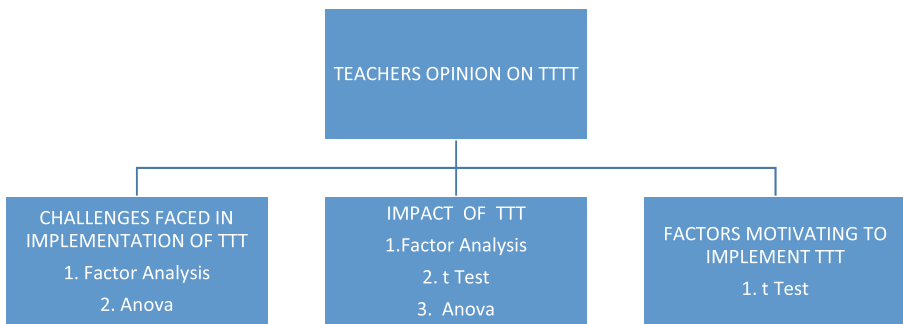 TEACHERS OPINION ON TTTT
CHALLENGES FACED IN
IMPLEMENTATION OF TTT
1. Factor Analysis
2. Anova
IMPACT OF TTT
1.Factor Analysis
2. t Test
3. Anova
FACTORS MOTIVATING TO
IMPLEMENT TTT
1. t Test